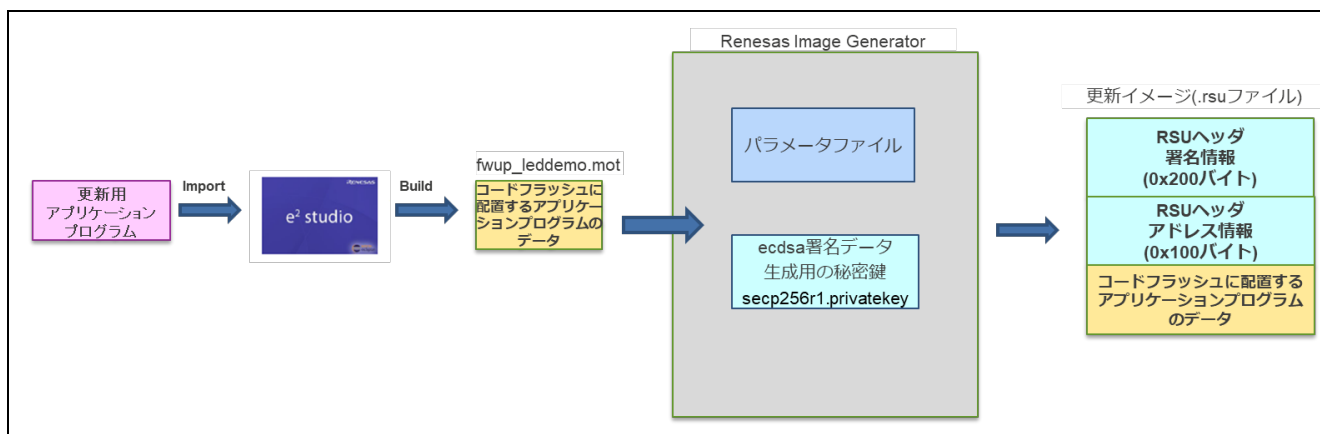 Renesas Image Generator
更新イメージ(.rsuファイル)
パラメータファイル
RSUヘッダ
署名情報
(0x200バイト)
fwup_leddemo.mot
更新用
アプリケーション
プログラム
Import
RENESAS
e² studio
Build
コードフラッシュに
配置するアプリケー
ションプログラムの
データ
RSUヘッダ
アドレス情報
(0x100バイト)
ecdsa署名データ
生成用の秘密鍵
secp256r1.privatekey
コードフラッシュに配置する
アプリケーションプログラム
のデータ